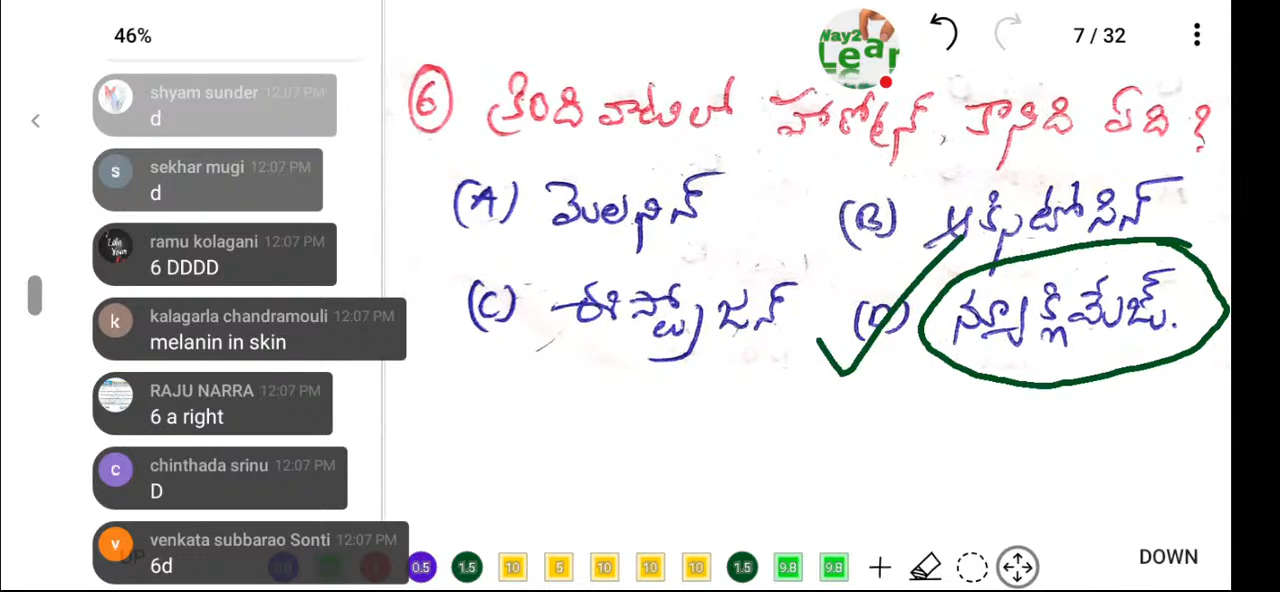 46%
Way2
Lear
7 / 32
shyam sunder 12:07 PM
d
sekhar mugi 12:07 PM
d
ramu kolagani 12:07 PM
6 DDDD
kalagarla chandramouli 12:07 PM
melanin in skin
RAJU NARRA 12:07 PM
6 a right
chinthada srinu 12:07 PM
D
venkata subbarao Sonti 12:07 PM
6d
6 క్రింది వాటిలో హార్మోన్ కానిది ఏది ?
(A) మెలనిన్
(B) ఆక్సిటోసిన్
(C) ఈస్ట్రోజన్
(D) న్యూక్లియేజ్.
UP
0.5 1.5 10 5 10 10 10 1.5 9.8 9.8
DOWN